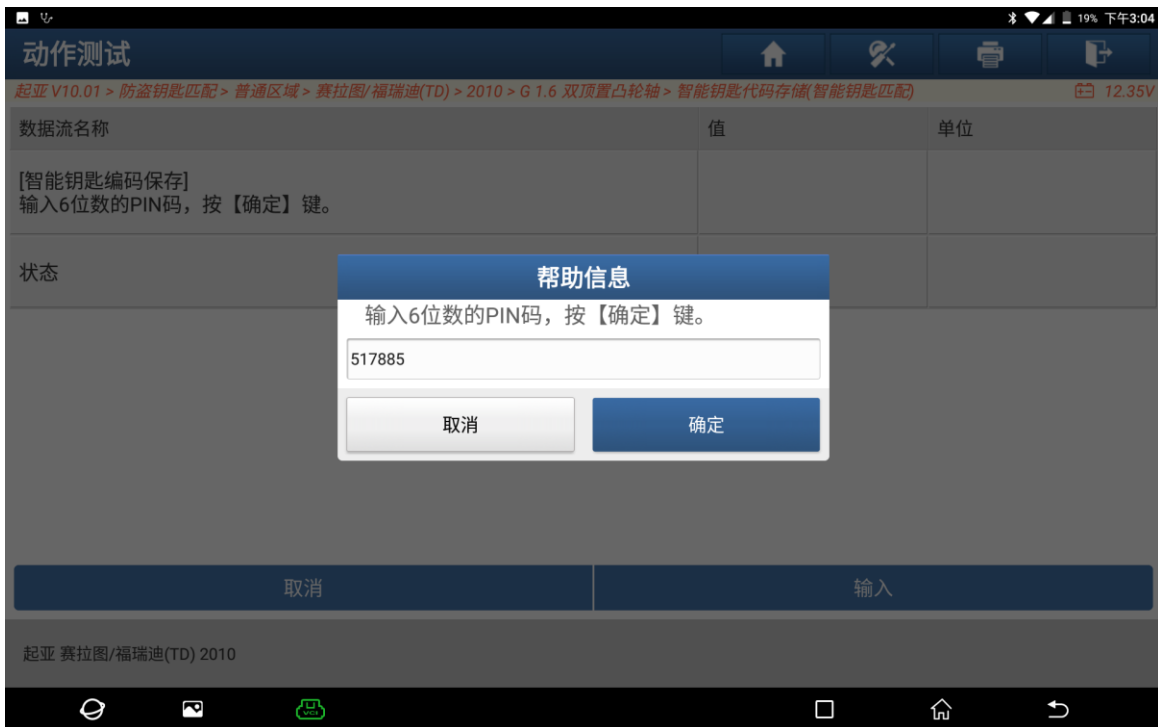 19% 下午3:04
动作测试
起亚 V10.01 > 防盗钥匙匹配 > 普通区域 > 赛拉图/福瑞迪(TD) > 2010 > G 1.6 双顶置凸轮轴 > 智能钥匙代码存储(智能钥匙匹配) 12.35V
数据流名称 值 单位
[智能钥匙编码保存]
输入6位数的PIN码，按【确定】键。
状态
帮助信息
输入6位数的PIN码，按【确定】键。
517885
取消 确定
取消 输入
起亚 赛拉图/福瑞迪(TD) 2010
VCI